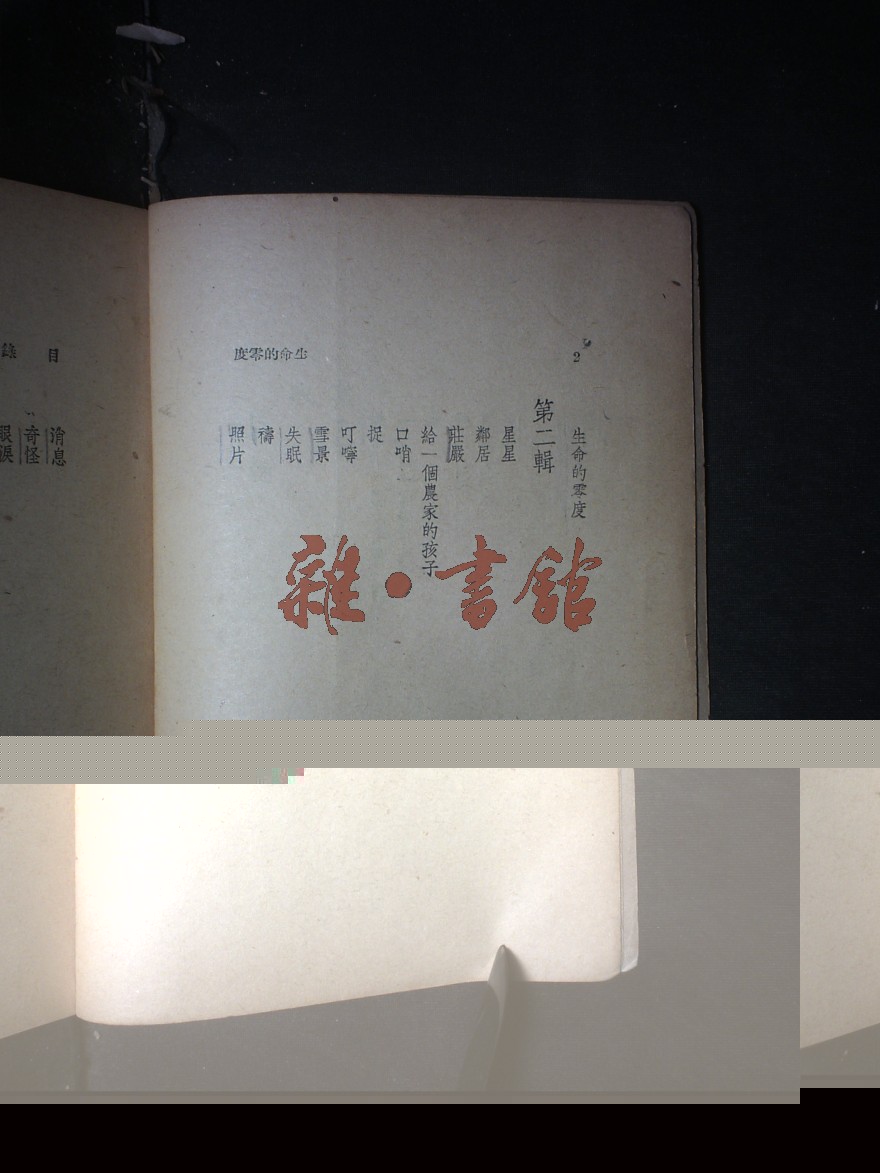 2
生命的零度
生命的零度
第二輯
星星
鄰居
莊嚴
給一個農家的孩子
口哨
捉
叮嚀
雪景
失眠
禱
照片
雜•書館
目錄
消息
奇怪
眼淚